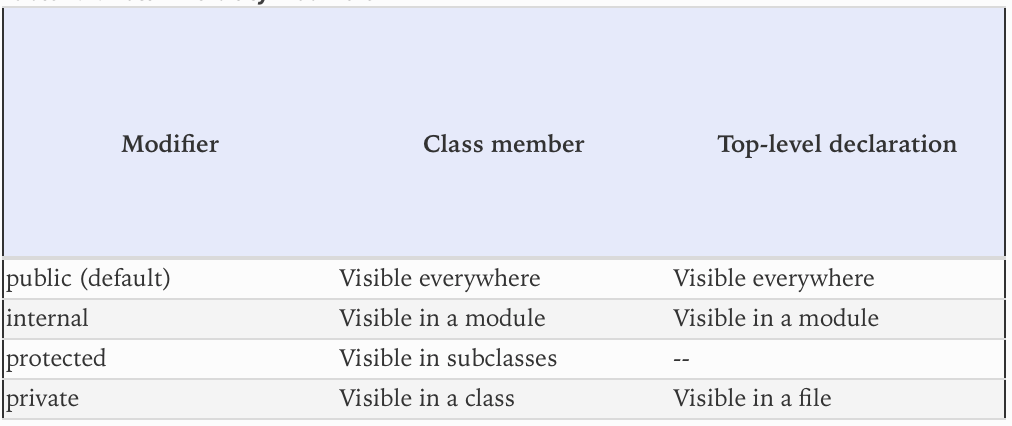 Modifier Class member Top-level declaration
public (default) Visible everywhere Visible everywhere
internal Visible in a module Visible in a module
protected Visible in subclasses --
private Visible in a class Visible in a file